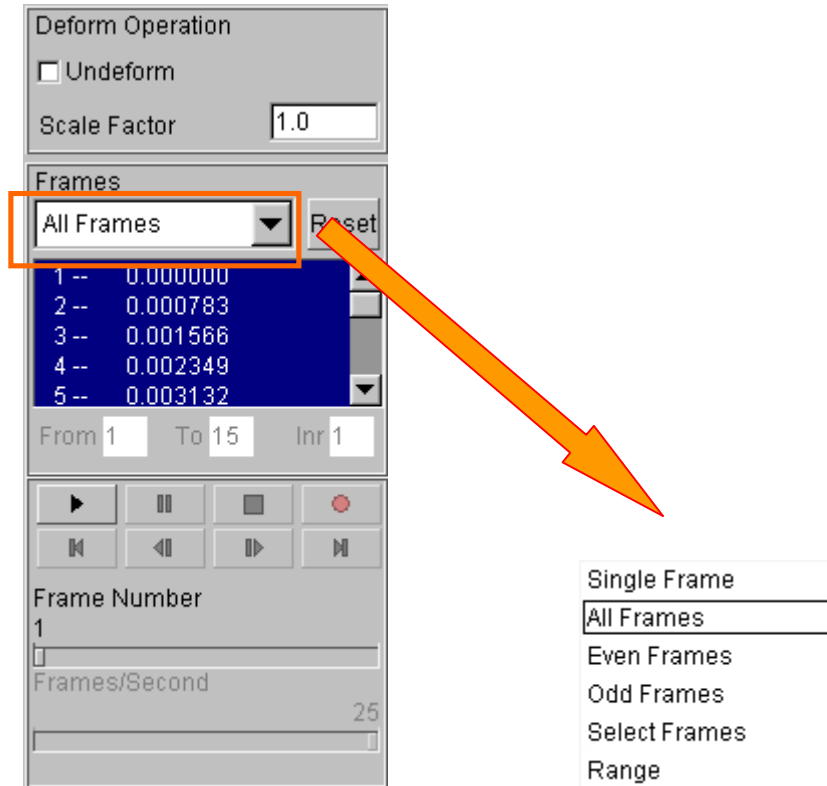 Deform Operation
Undeform
Scale Factor 1.0
Frames
All Frames Reset
1 -- 0.000000
2 -- 0.000783
3 -- 0.001566
4 -- 0.002349
5 -- 0.003132
From 1 To 15 Inr 1
Frame Number
1
Frames/Second
25
Single Frame
All Frames
Even Frames
Odd Frames
Select Frames
Range